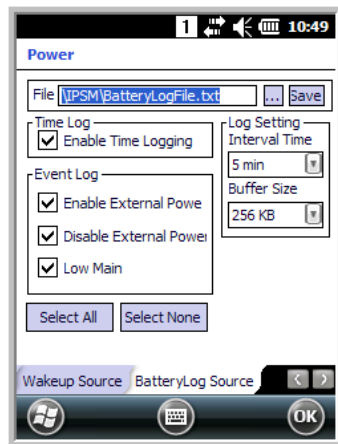 1 10:49
Power
File \IPSM\BatteryLogFile.txt ... Save
Time Log
Enable Time Logging
Log Setting
Interval Time
5 min
Event Log
Enable External Powe
Buffer Size
256 KB
Disable External Power
Low Main
Select All Select None
Wakeup Source BatteryLog Source
OK